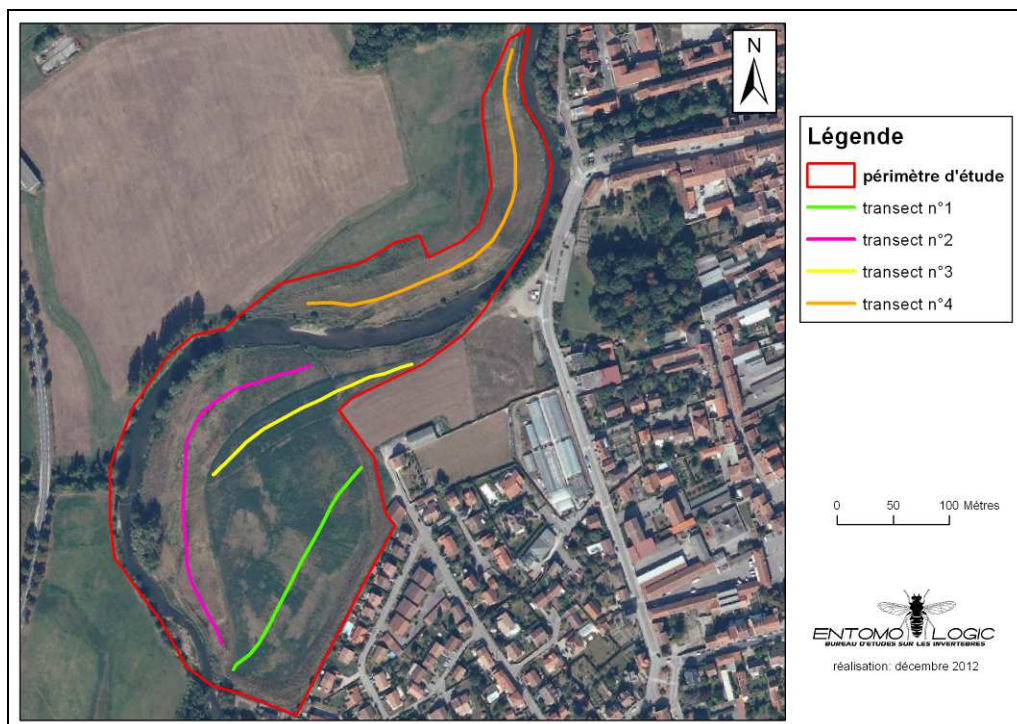 N
Légende
périmètre d'étude
transect n°1
transect n°2
transect n°3
transect n°4
0 50 100 Mètres
ENTOMO LOGIC
BUREAU D'ETUDES SUR LES INVERTEBRES
réalisation: décembre 2012